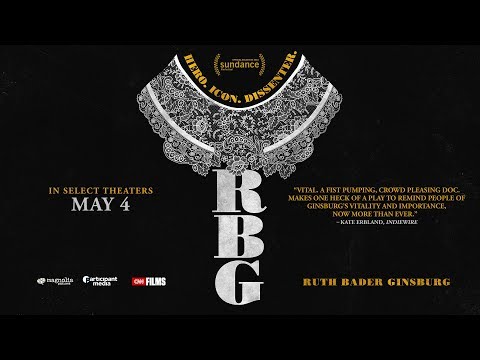 sundance
HERO. ICON. DISSENTER.
RBG
IN SELECT THEATERS
MAY 4
"VITAL. A FIST PUMPING, CROWD PLEASING DOC.
MAKES ONE HECK OF A PLAY TO REMIND PEOPLE OF
GINSBURG'S VITALITY AND IMPORTANCE,
NOW MORE THAN EVER."
– KATE ERBLAND, INDIEWIRE
magnolia
Participant
media
CNN FILMS
RUTH BADER GINSBURG